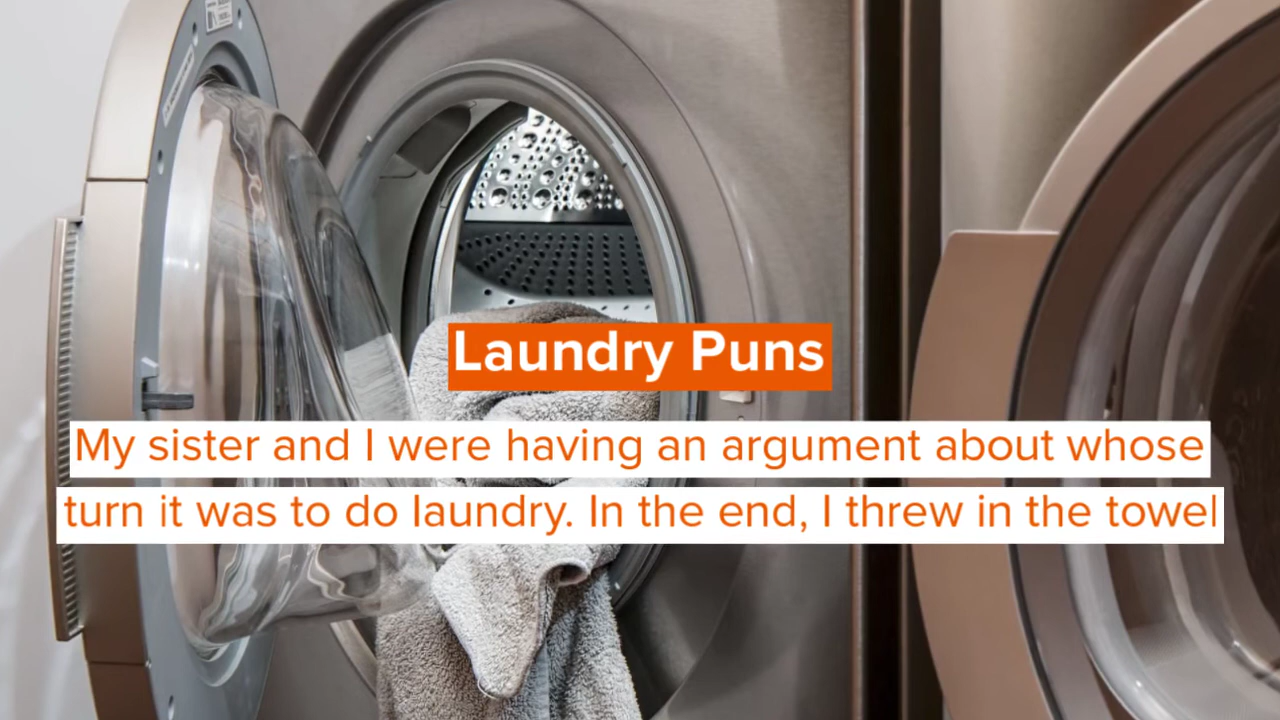 Laundry Puns
My sister and I were having an argument about whose
turn it was to do laundry. In the end, I threw in the towel